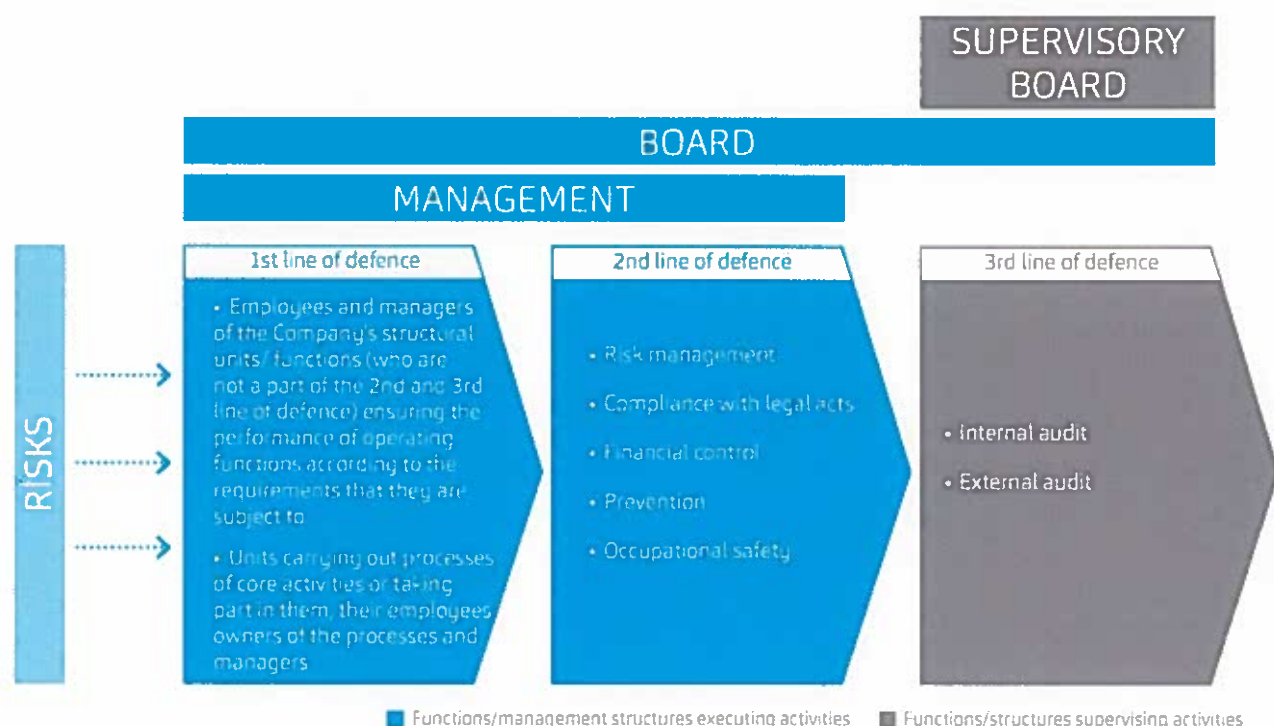 SUPERVISORY
BOARD
BOARD
MANAGEMENT
RISKS
1st line of defence
• Employees and managers
of the Company's structural
units/ functions (who are
not a part of the 2nd and 3rd
line of defence) ensuring the
performance of operating
functions according to the
requirements that they are
subject to
• Units carrying out processes
of core activities or taking
part in them, their employees
owners of the processes and
managers
2nd line of defence
• Risk management
• Compliance with legal acts
• Financial control
• Prevention
• Occupational safety
3rd line of defence
• Internal audit
• External audit
Functions/management structures executing activities
Functions/structures supervising activities